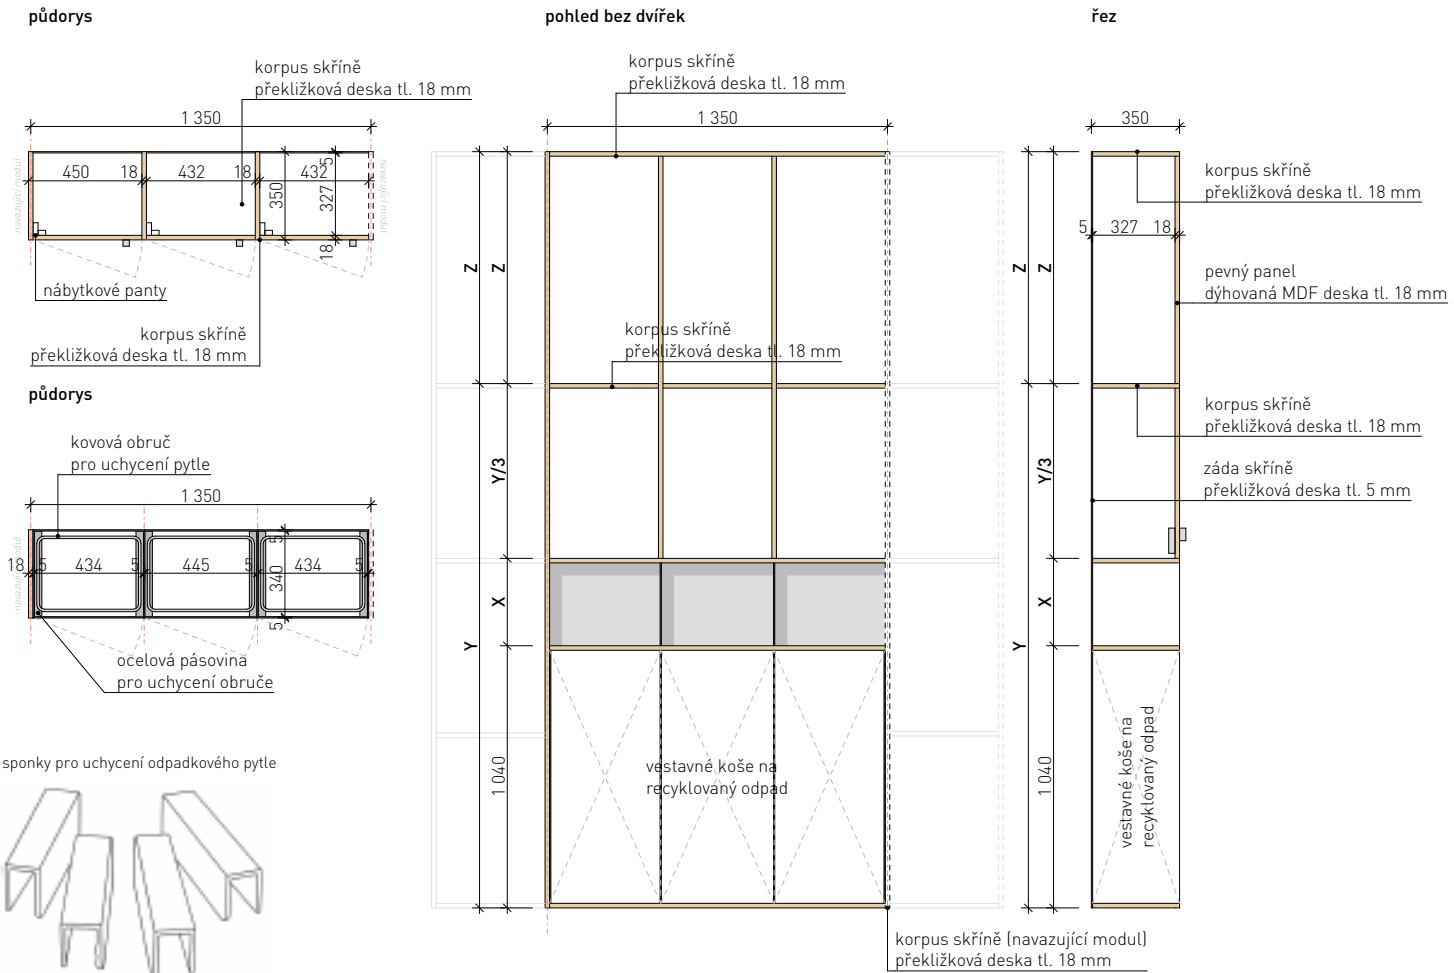 půdorys
korpus skříně
překližková deska tl. 18 mm
1 350
navazující modul
450
18
432
18
432
350
5
327
18
navazující modul
nábytkové panty
korpus skříně
překližková deska tl. 18 mm
půdorys
kovová obruč
pro uchycení pytle
1 350
navazující modul
18
5
434
5
445
5
434
5
5
340
5
ocelová pásovina
pro uchycení obruče
sponky pro uchycení odpadkového pytle
pohled bez dvířek
korpus skříně
překližková deska tl. 18 mm
1 350
Z
Z
korpus skříně
překližková deska tl. 18 mm
Y/3
X
Y
1 040
vestavné koše na
recyklovaný odpad
korpus skříně (navazující modul)
překližková deska tl. 18 mm
řez
350
korpus skříně
překližková deska tl. 18 mm
5
327
18
Z
Z
pevný panel
dýhovaná MDF deska tl. 18 mm
korpus skříně
překližková deska tl. 18 mm
záda skříně
překližková deska tl. 5 mm
Y/3
X
Y
1 040
vestavné koše na
recyklovaný odpad